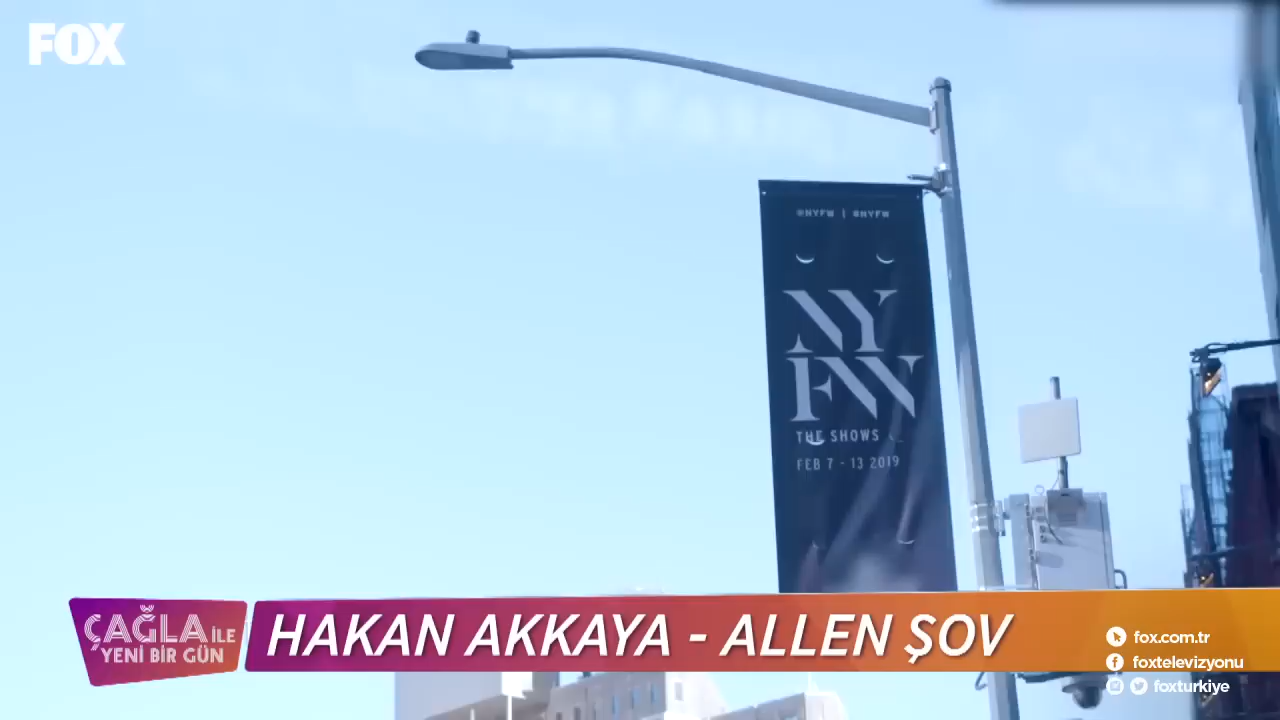 FOX
@NYFW | #NYFW
NY
FW
THE SHOWS
FEB 7 - 13 2019
ÇAĞLA İLE
YENİ BİR GÜN
HAKAN AKKAYA - ALLEN ŞOV
fox.com.tr
foxtelevizyonu
foxturkiye